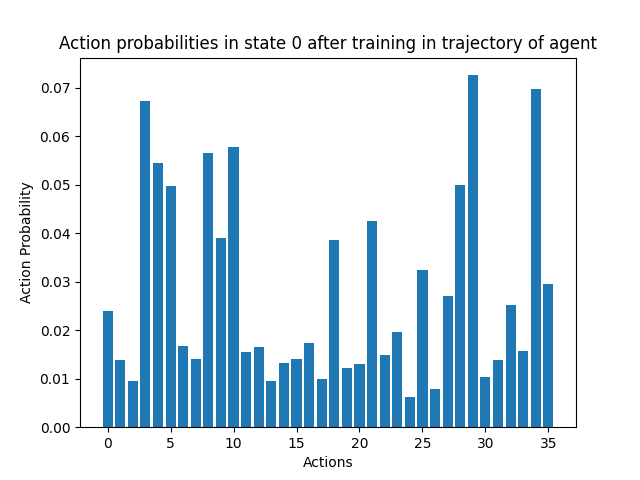 Action probabilities in state 0 after training in trajectory of agent
0.07
0.06
0.05
0.04
0.03
0.02
0.01
0.00
Action Probability
0 5 10 15 20 25 30 35
Actions